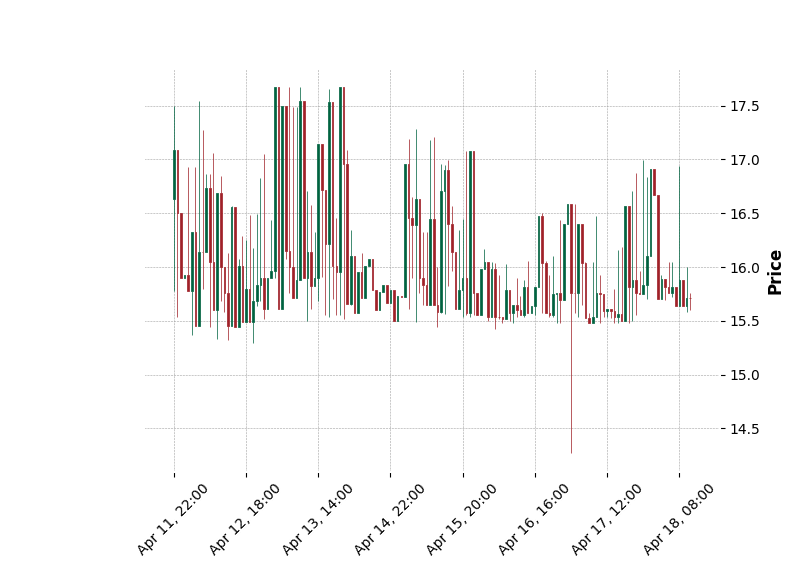 17.5
17.0
16.5
16.0
15.5
15.0
14.5
Price
Apr 11, 22:00
Apr 12, 18:00
Apr 13, 14:00
Apr 14, 22:00
Apr 15, 20:00
Apr 16, 16:00
Apr 17, 12:00
Apr 18, 08:00